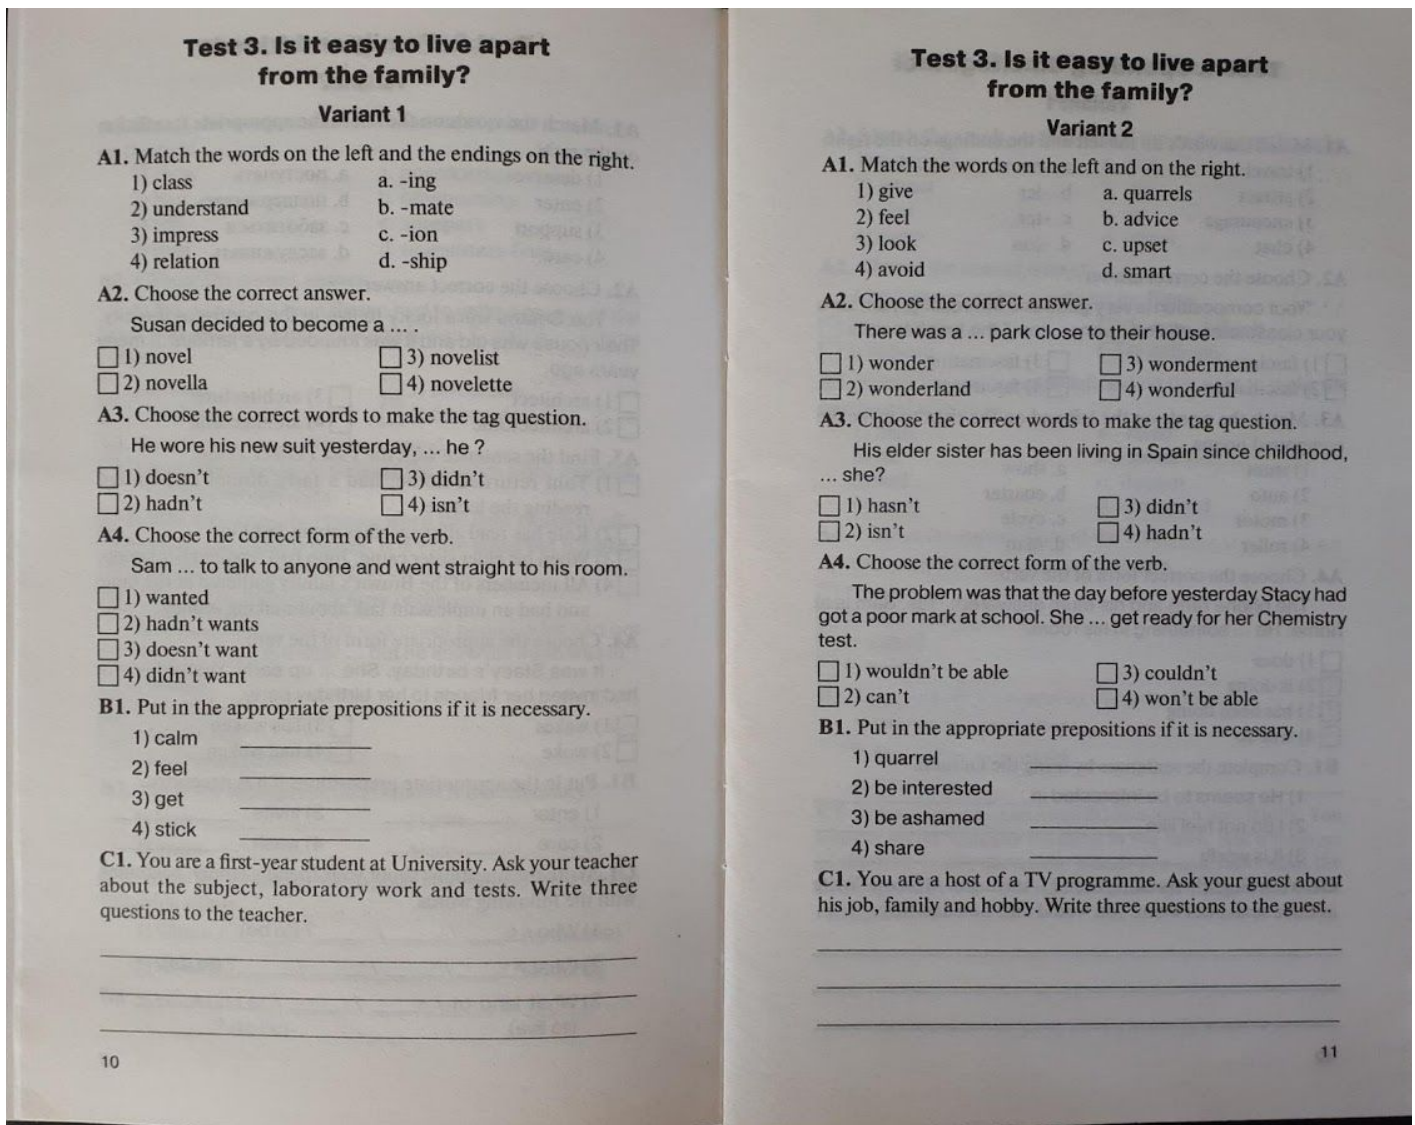 Test 3. Is it easy to live apart
from the family?
Variant 1
A1. Match the words on the left and the endings on the right.
1) class a. -ing
2) understand b. -mate
3) impress c. -ion
4) relation d. -ship
A2. Choose the correct answer.
Susan decided to become a ... .
1) novel 3) novelist
2) novella 4) novelette
A3. Choose the correct words to make the tag question.
He wore his new suit yesterday, ... he ?
1) doesn't 3) didn't
2) hadn't 4) isn't
A4. Choose the correct form of the verb.
Sam ... to talk to anyone and went straight to his room.
1) wanted
2) hadn't wants
3) doesn't want
4) didn't want
B1. Put in the appropriate prepositions if it is necessary.
1) calm
2) feel
3) get
4) stick
C1. You are a first-year student at University. Ask your teacher
about the subject, laboratory work and tests. Write three
questions to the teacher.
10
Test 3. Is it easy to live apart
from the family?
Variant 2
A1. Match the words on the left and on the right.
1) give a. quarrels
2) feel b. advice
3) look c. upset
4) avoid d. smart
A2. Choose the correct answer.
There was a ... park close to their house.
1) wonder 3) wonderment
2) wonderland 4) wonderful
A3. Choose the correct words to make the tag question.
His elder sister has been living in Spain since childhood,
... she?
1) hasn't 3) didn't
2) isn't 4) hadn't
A4. Choose the correct form of the verb.
The problem was that the day before yesterday Stacy had
got a poor mark at school. She ... get ready for her Chemistry
test.
1) wouldn't be able 3) couldn't
2) can't 4) won't be able
B1. Put in the appropriate prepositions if it is necessary.
1) quarrel
2) be interested
3) be ashamed
4) share
C1. You are a host of a TV programme. Ask your guest about
his job, family and hobby. Write three questions to the guest.
11